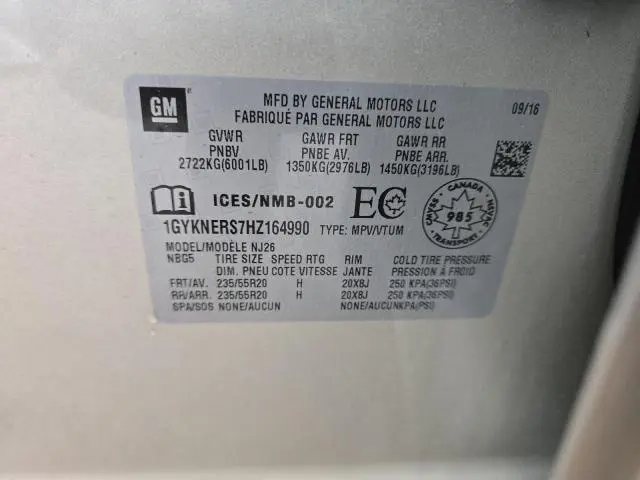 GM
MFD BY GENERAL MOTORS LLC 09/16
FABRIQUÉ PAR GENERAL MOTORS LLC
GVWR GAWR FRT GAWR RR
PNBV PNBE AV. PNBE ARR.
2722KG(6001LB) 1350KG(2976LB) 1450KG(3196LB)
i ICES/NMB-002 EC
CANADA
CMVSS 985 NSVAC
1GYKNERS7HZ164990 TYPE: MPV/VTUM
MODEL/MODÈLE NJ26
NBG5 TIRE SIZE SPEED RTG RIM COLD TIRE PRESSURE
DIM. PNEU COTE VITESSE JANTE PRESSION À FROID
FRT/AV. 235/55R20 H 20X8J 250 KPA(36PSI)
RR/ARR. 235/55R20 H 20X8J 250 KPA(36PSI)
SPA/SOS NONE/AUCUN NONE/AUCUNKPA(PSI)